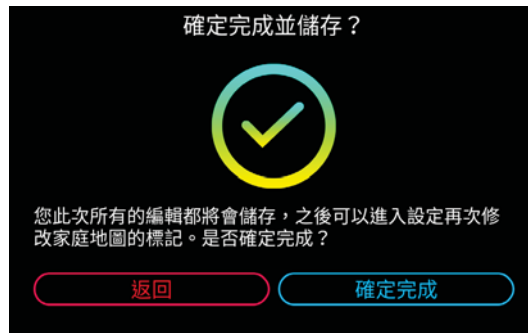 確定完成並儲存？
您此次所有的編輯都將會儲存，之後可以進入設定再次修
改家庭地圖的標記。是否確定完成？
返回
確定完成